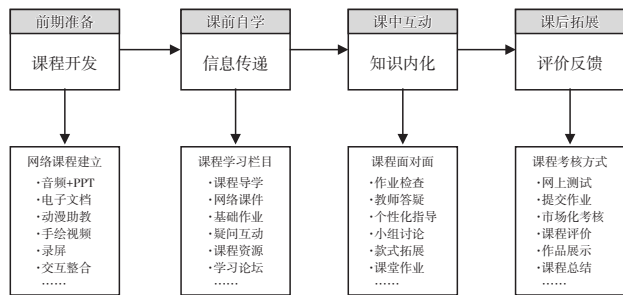 前期准备
课程开发
课前自学
信息传递
课中互动
知识内化
课后拓展
评价反馈
网络课程建立
·音频+PPT
·电子文档
·动漫助教
·手绘视频
·录屏
·交互整合
……
课程学习栏目
·课程导学
·网络课件
·基础作业
·疑问互动
·课程资源
·学习论坛
……
课程面对面
·作业检查
·教师答疑
·个性化指导
·小组讨论
·款式拓展
·课堂作业
……
课程考核方式
·网上测试
·提交作业
·市场化考核
·课程评价
·作品展示
·课程总结
……